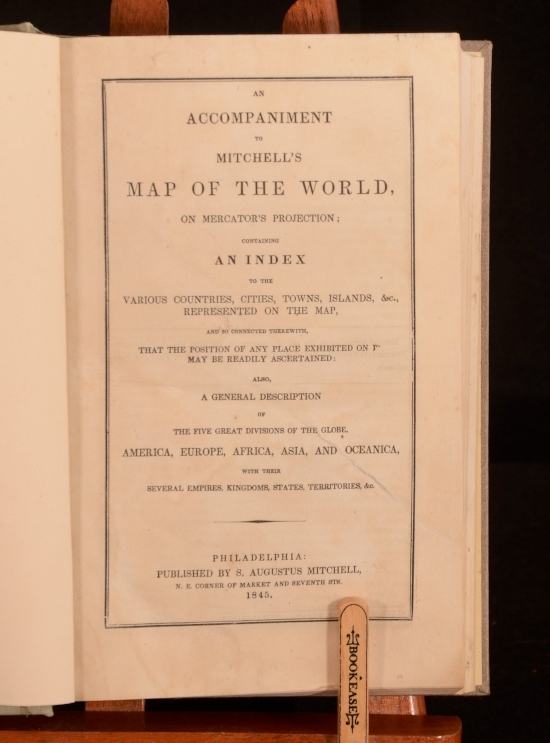 AN
ACCOMPANIMENT
TO
MITCHELL'S
MAP OF THE WORLD,
ON MERCATOR'S PROJECTION;
CONTAINING
AN INDEX
TO THE
VARIOUS COUNTRIES, CITIES, TOWNS, ISLANDS, &c.,
REPRESENTED ON THE MAP,
AND SO CONNECTED THEREWITH,
THAT THE POSITION OF ANY PLACE EXHIBITED ON
MAY BE READILY ASCERTAINED:
ALSO,
A GENERAL DESCRIPTION
OF
THE FIVE GREAT DIVISIONS OF THE GLOBE,
AMERICA, EUROPE, AFRICA, ASIA, AND OCEANICA,
WITH THEIR
SEVERAL EMPIRES, KINGDOMS, STATES, TERRITORIES, &c.
PHILADELPHIA:
PUBLISHED BY S. AUGUSTUS MITCHELL,
N. E. CORNER OF MARKET AND SEVENTH STS.
1845.
BOOKEASE